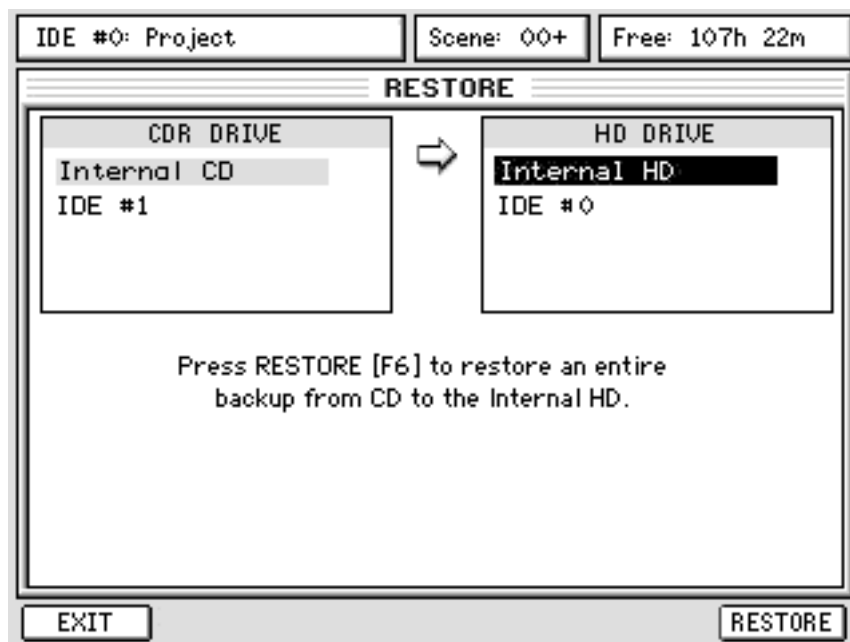 IDE #0: Project
Scene: 00+
Free: 107h 22m
RESTORE
CDR DRIVE
Internal CD
IDE #1
HD DRIVE
Internal HD
IDE #0
Press RESTORE [F6] to restore an entire
backup from CD to the Internal HD.
EXIT
RESTORE